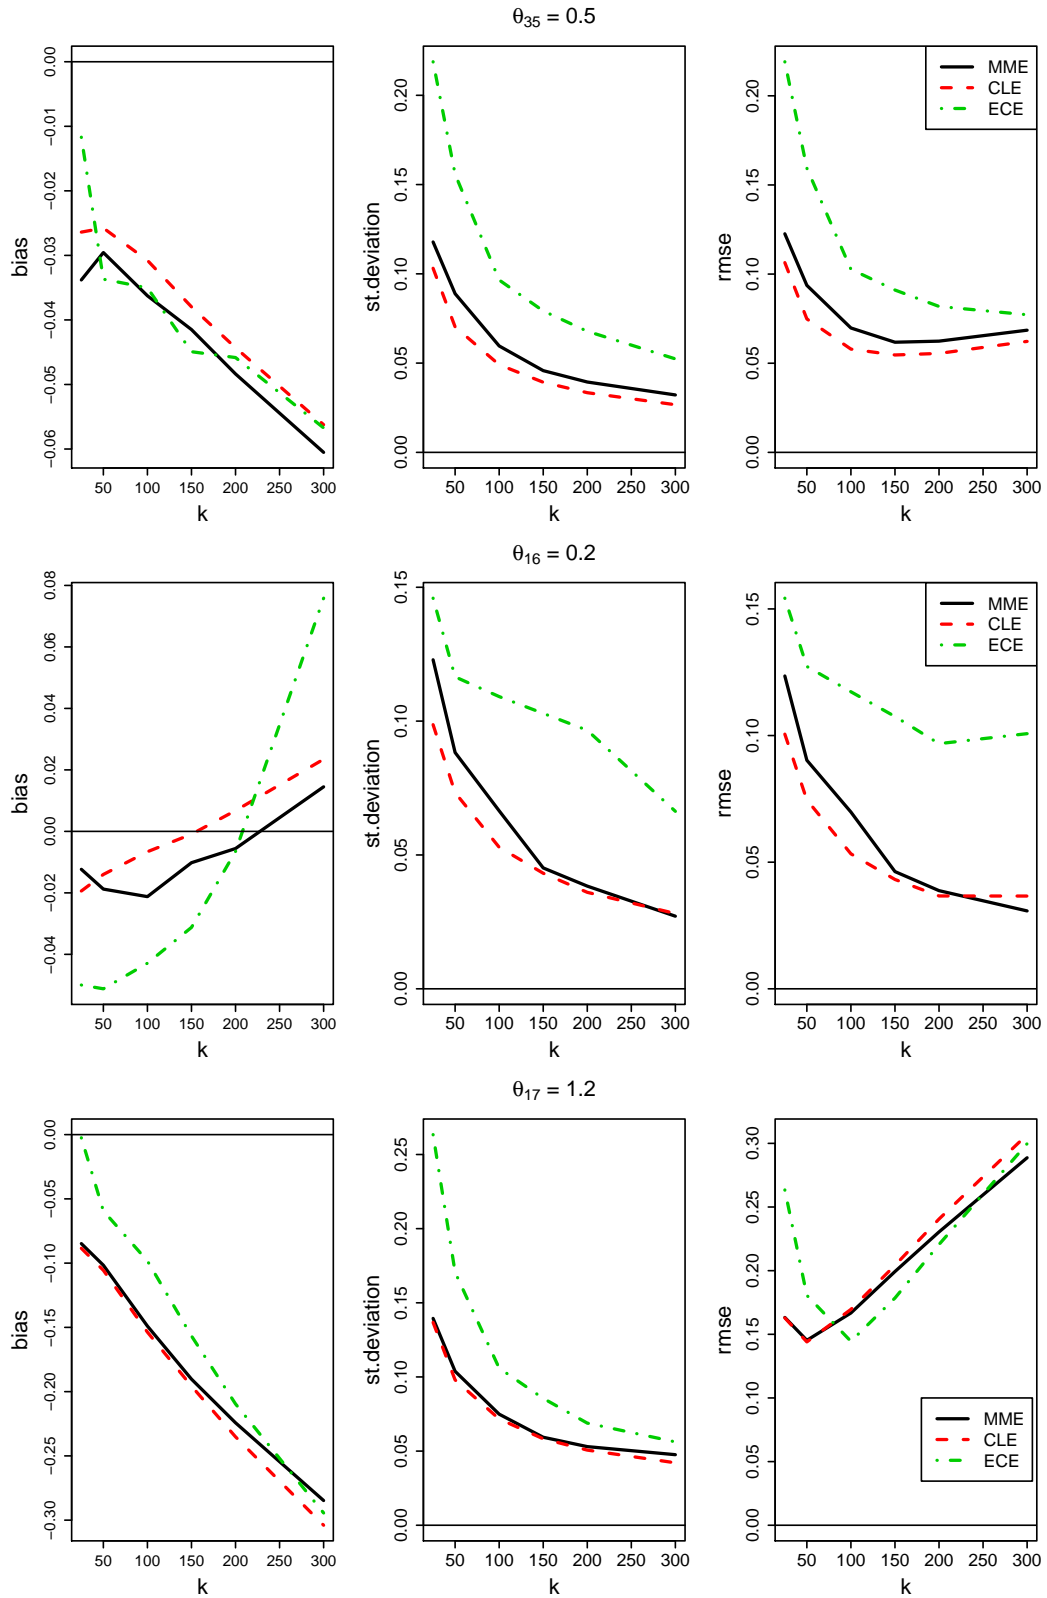 θ35 = 0.5
0.00
−0.01
−0.02
−0.03
−0.04
−0.05
−0.06
bias
50 100 150 200 250 300
k
0.20
0.15
0.10
0.05
0.00
st.deviation
50 100 150 200 250 300
k
0.20
0.15
0.10
0.05
0.00
rmse
50 100 150 200 250 300
k
MME
CLE
ECE
θ16 = 0.2
0.08
0.06
0.04
0.02
0.00
−0.02
−0.04
bias
50 100 150 200 250 300
k
0.15
0.10
0.05
0.00
st.deviation
50 100 150 200 250 300
k
0.15
0.10
0.05
0.00
rmse
50 100 150 200 250 300
k
MME
CLE
ECE
θ17 = 1.2
0.00
−0.05
−0.10
−0.15
−0.20
−0.25
−0.30
bias
50 100 150 200 250 300
k
0.25
0.20
0.15
0.10
0.05
0.00
st.deviation
50 100 150 200 250 300
k
0.30
0.25
0.20
0.15
0.10
0.05
0.00
rmse
50 100 150 200 250 300
k
MME
CLE
ECE